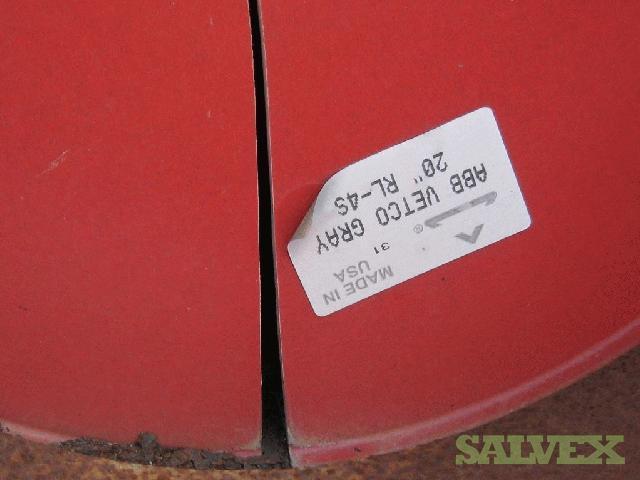 MADE IN
USA
31
®
ABB VETCO GRAY
20" RL-4S
SALVEX